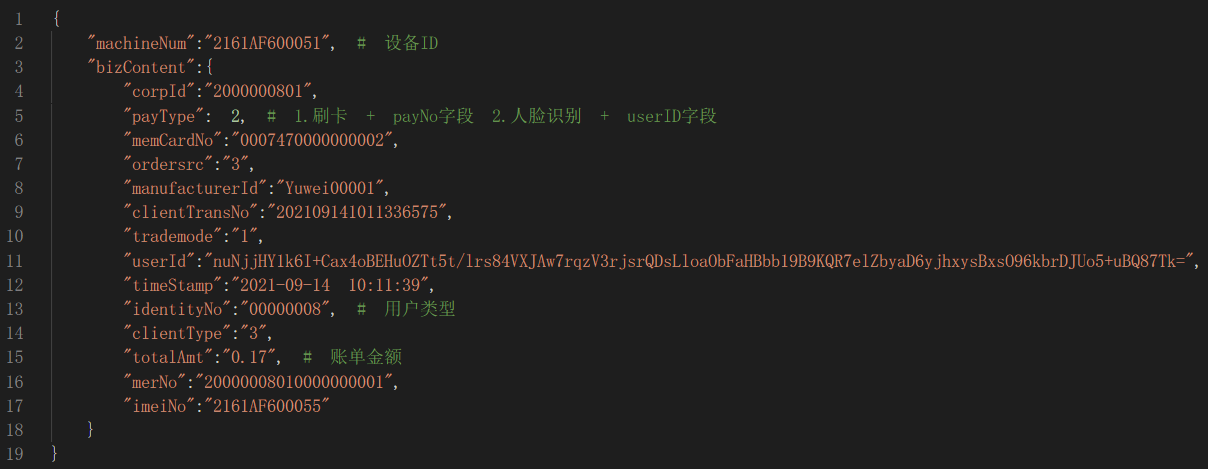 1 {
2 "machineNum":"2161AF600051", # 设备ID
3 "bizContent":{
4 "corpId":"2000000801",
5 "payType": 2, # 1.刷卡 + payNo字段 2.人脸识别 + userID字段
6 "memCardNo":"0007470000000002",
7 "ordersrc":"3",
8 "manufacturerId":"Yuwei00001",
9 "clientTransNo":"202109141011336575",
10 "trademode":"1",
11 "userId":"nuNjjHYlk6I+Cax4oBEHuOZTt5t/lrs84VXJAw7rqzV3rjsrQDsLloaObFaHBbb19B9KQR7elZbyaD6yjhxysBxsO96kbrDJUo5+uBQ87Tk=",
12 "timeStamp":"2021-09-14 10:11:39",
13 "identityNo":"00000008", # 用户类型
14 "clientType":"3",
15 "totalAmt":"0.17", # 账单金额
16 "merNo":"20000008010000000001",
17 "imeiNo":"2161AF600055"
18 }
19 }